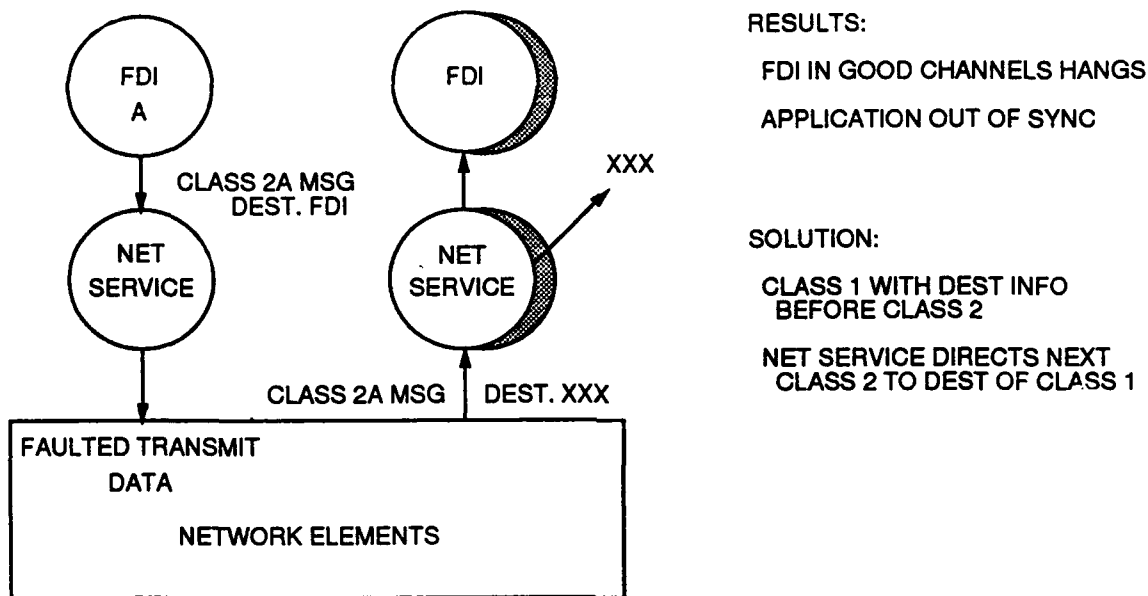 FDI
A
FDI
CLASS 2A MSG
DEST. FDI
XXX
NET
SERVICE
NET
SERVICE
CLASS 2A MSG DEST. XXX
FAULTED TRANSMIT
DATA
NETWORK ELEMENTS
RESULTS:
FDI IN GOOD CHANNELS HANGS
APPLICATION OUT OF SYNC
SOLUTION:
CLASS 1 WITH DEST INFO
BEFORE CLASS 2
NET SERVICE DIRECTS NEXT
CLASS 2 TO DEST OF CLASS 1